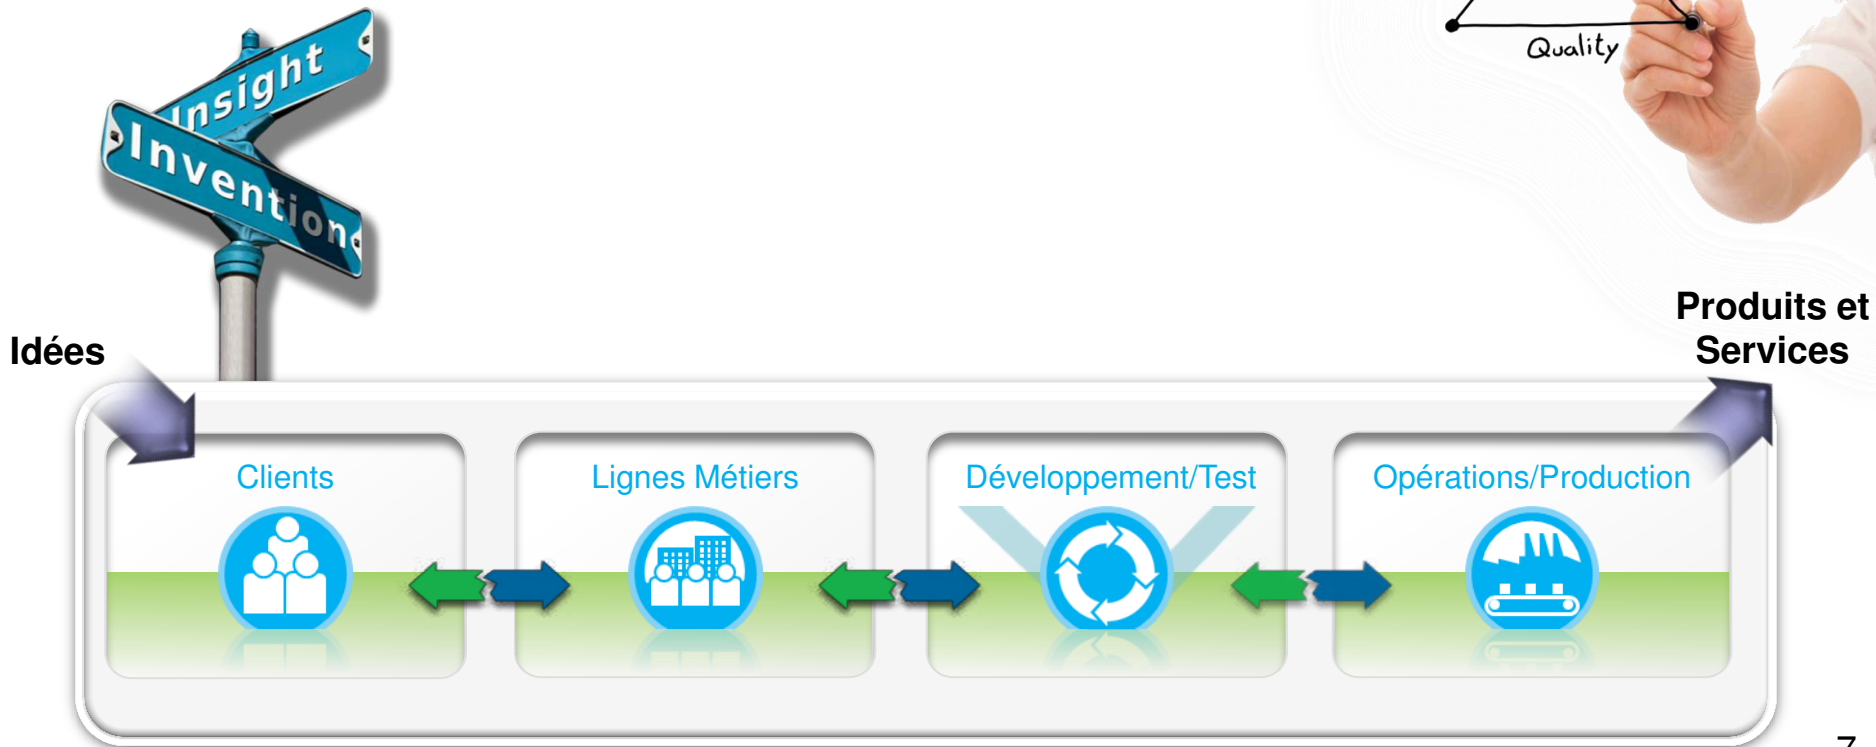 Insight
Invention
Quality
Idées
Produits et
Services
Clients
Lignes Métiers
Développement/Test
Opérations/Production
7